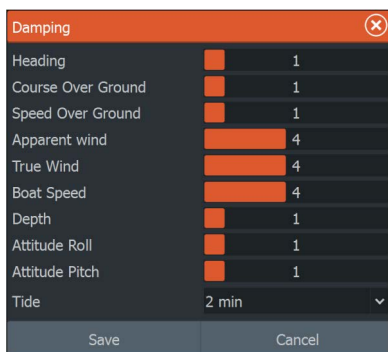 Damping
Heading 1
Course Over Ground 1
Speed Over Ground 1
Apparent wind 4
True Wind 4
Boat Speed 4
Depth 1
Attitude Roll 1
Attitude Pitch 1
Tide 2 min
Save Cancel